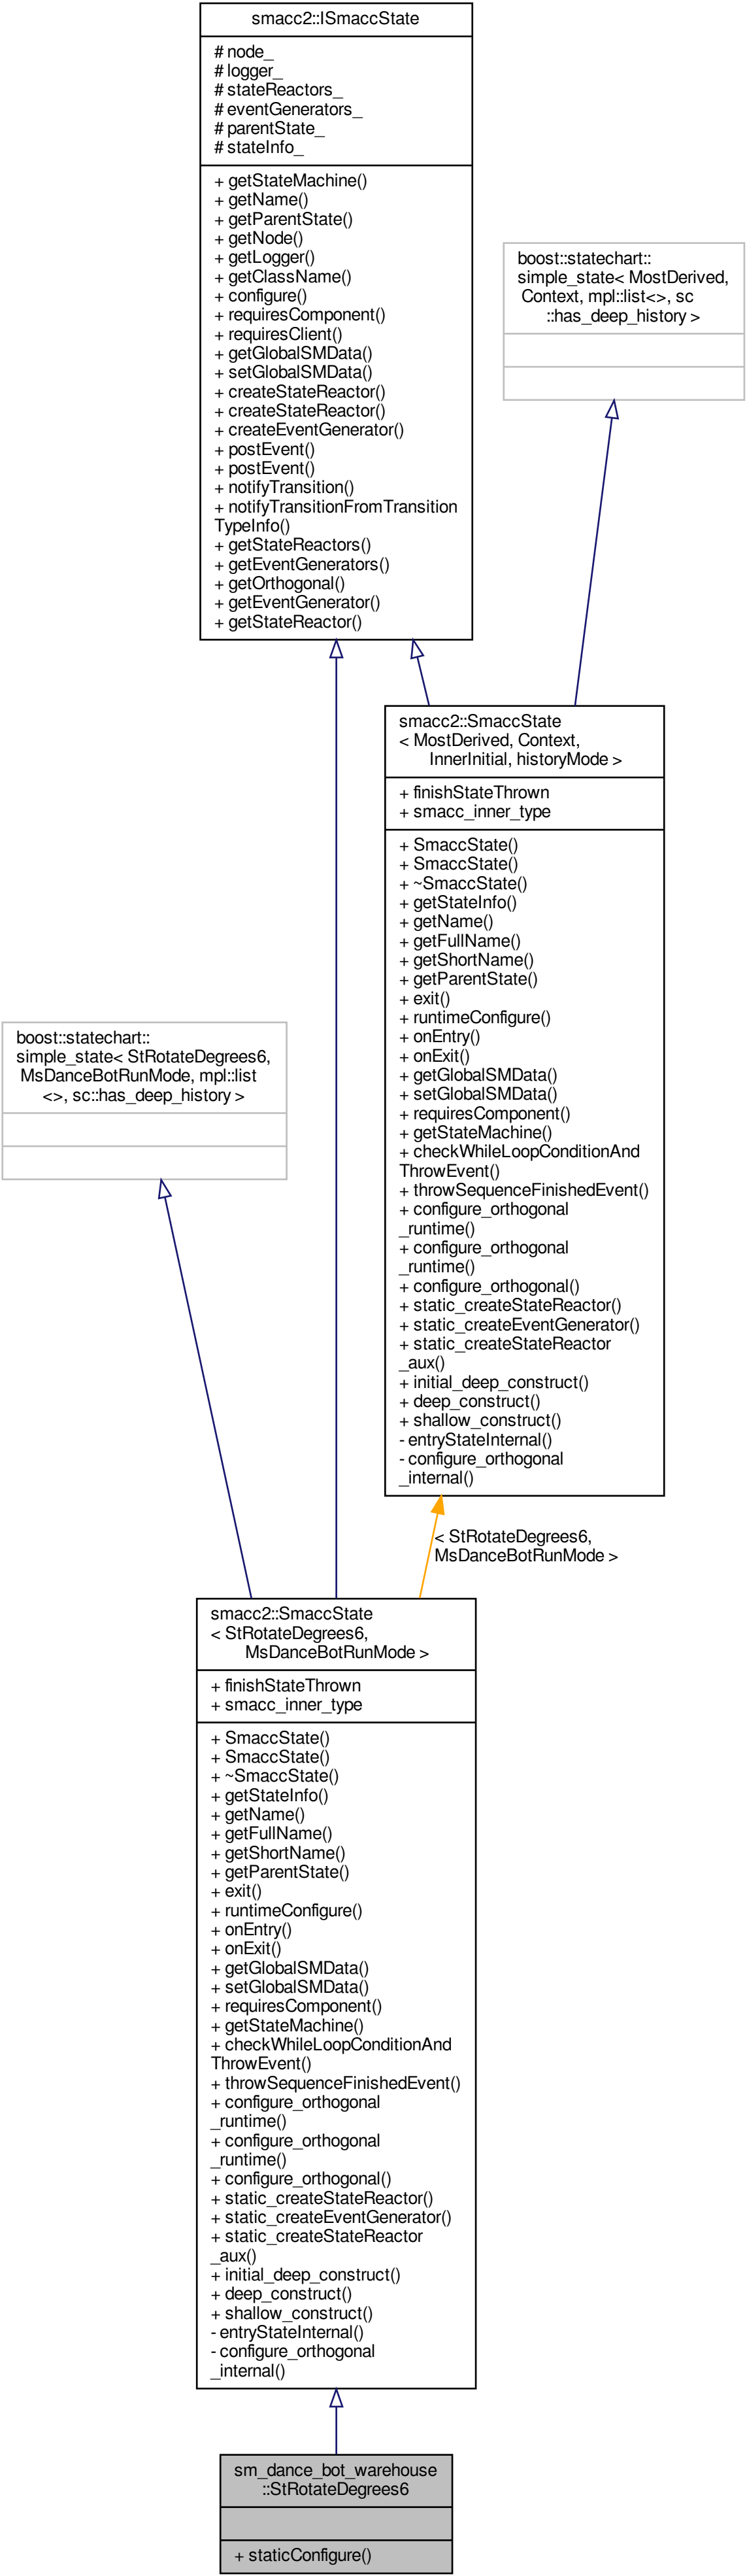 smacc2::ISmaccState
# node_
# logger_
# stateReactors_
# eventGenerators_
# parentState_
# stateInfo_
+ getStateMachine()
+ getName()
+ getParentState()
+ getNode()
+ getLogger()
+ getClassName()
+ configure()
+ requiresComponent()
+ requiresClient()
+ getGlobalSMData()
+ setGlobalSMData()
+ createStateReactor()
+ createStateReactor()
+ createEventGenerator()
+ postEvent()
+ postEvent()
+ notifyTransition()
+ notifyTransitionFromTransition
TypeInfo()
+ getStateReactors()
+ getEventGenerators()
+ getOrthogonal()
+ getEventGenerator()
+ getStateReactor()
boost::statechart::
simple_state< MostDerived,
Context, mpl::list<>, sc
::has_deep_history >
smacc2::SmaccState
< MostDerived, Context,
InnerInitial, historyMode >
+ finishStateThrown
+ smacc_inner_type
+ SmaccState()
+ SmaccState()
+ ~SmaccState()
+ getStateInfo()
+ getName()
+ getFullName()
+ getShortName()
+ getParentState()
+ exit()
+ runtimeConfigure()
+ onEntry()
+ onExit()
+ getGlobalSMData()
+ setGlobalSMData()
+ requiresComponent()
+ getStateMachine()
+ checkWhileLoopConditionAnd
ThrowEvent()
+ throwSequenceFinishedEvent()
+ configure_orthogonal
_runtime()
+ configure_orthogonal
_runtime()
+ configure_orthogonal()
+ static_createStateReactor()
+ static_createEventGenerator()
+ static_createStateReactor
_aux()
+ initial_deep_construct()
+ deep_construct()
+ shallow_construct()
- entryStateInternal()
- configure_orthogonal
_internal()
boost::statechart::
simple_state< StRotateDegrees6,
MsDanceBotRunMode, mpl::list
<>, sc::has_deep_history >
< StRotateDegrees6,
MsDanceBotRunMode >
smacc2::SmaccState
< StRotateDegrees6,
MsDanceBotRunMode >
+ finishStateThrown
+ smacc_inner_type
+ SmaccState()
+ SmaccState()
+ ~SmaccState()
+ getStateInfo()
+ getName()
+ getFullName()
+ getShortName()
+ getParentState()
+ exit()
+ runtimeConfigure()
+ onEntry()
+ onExit()
+ getGlobalSMData()
+ setGlobalSMData()
+ requiresComponent()
+ getStateMachine()
+ checkWhileLoopConditionAnd
ThrowEvent()
+ throwSequenceFinishedEvent()
+ configure_orthogonal
_runtime()
+ configure_orthogonal
_runtime()
+ configure_orthogonal()
+ static_createStateReactor()
+ static_createEventGenerator()
+ static_createStateReactor
_aux()
+ initial_deep_construct()
+ deep_construct()
+ shallow_construct()
- entryStateInternal()
- configure_orthogonal
_internal()
sm_dance_bot_warehouse
::StRotateDegrees6
+ staticConfigure()